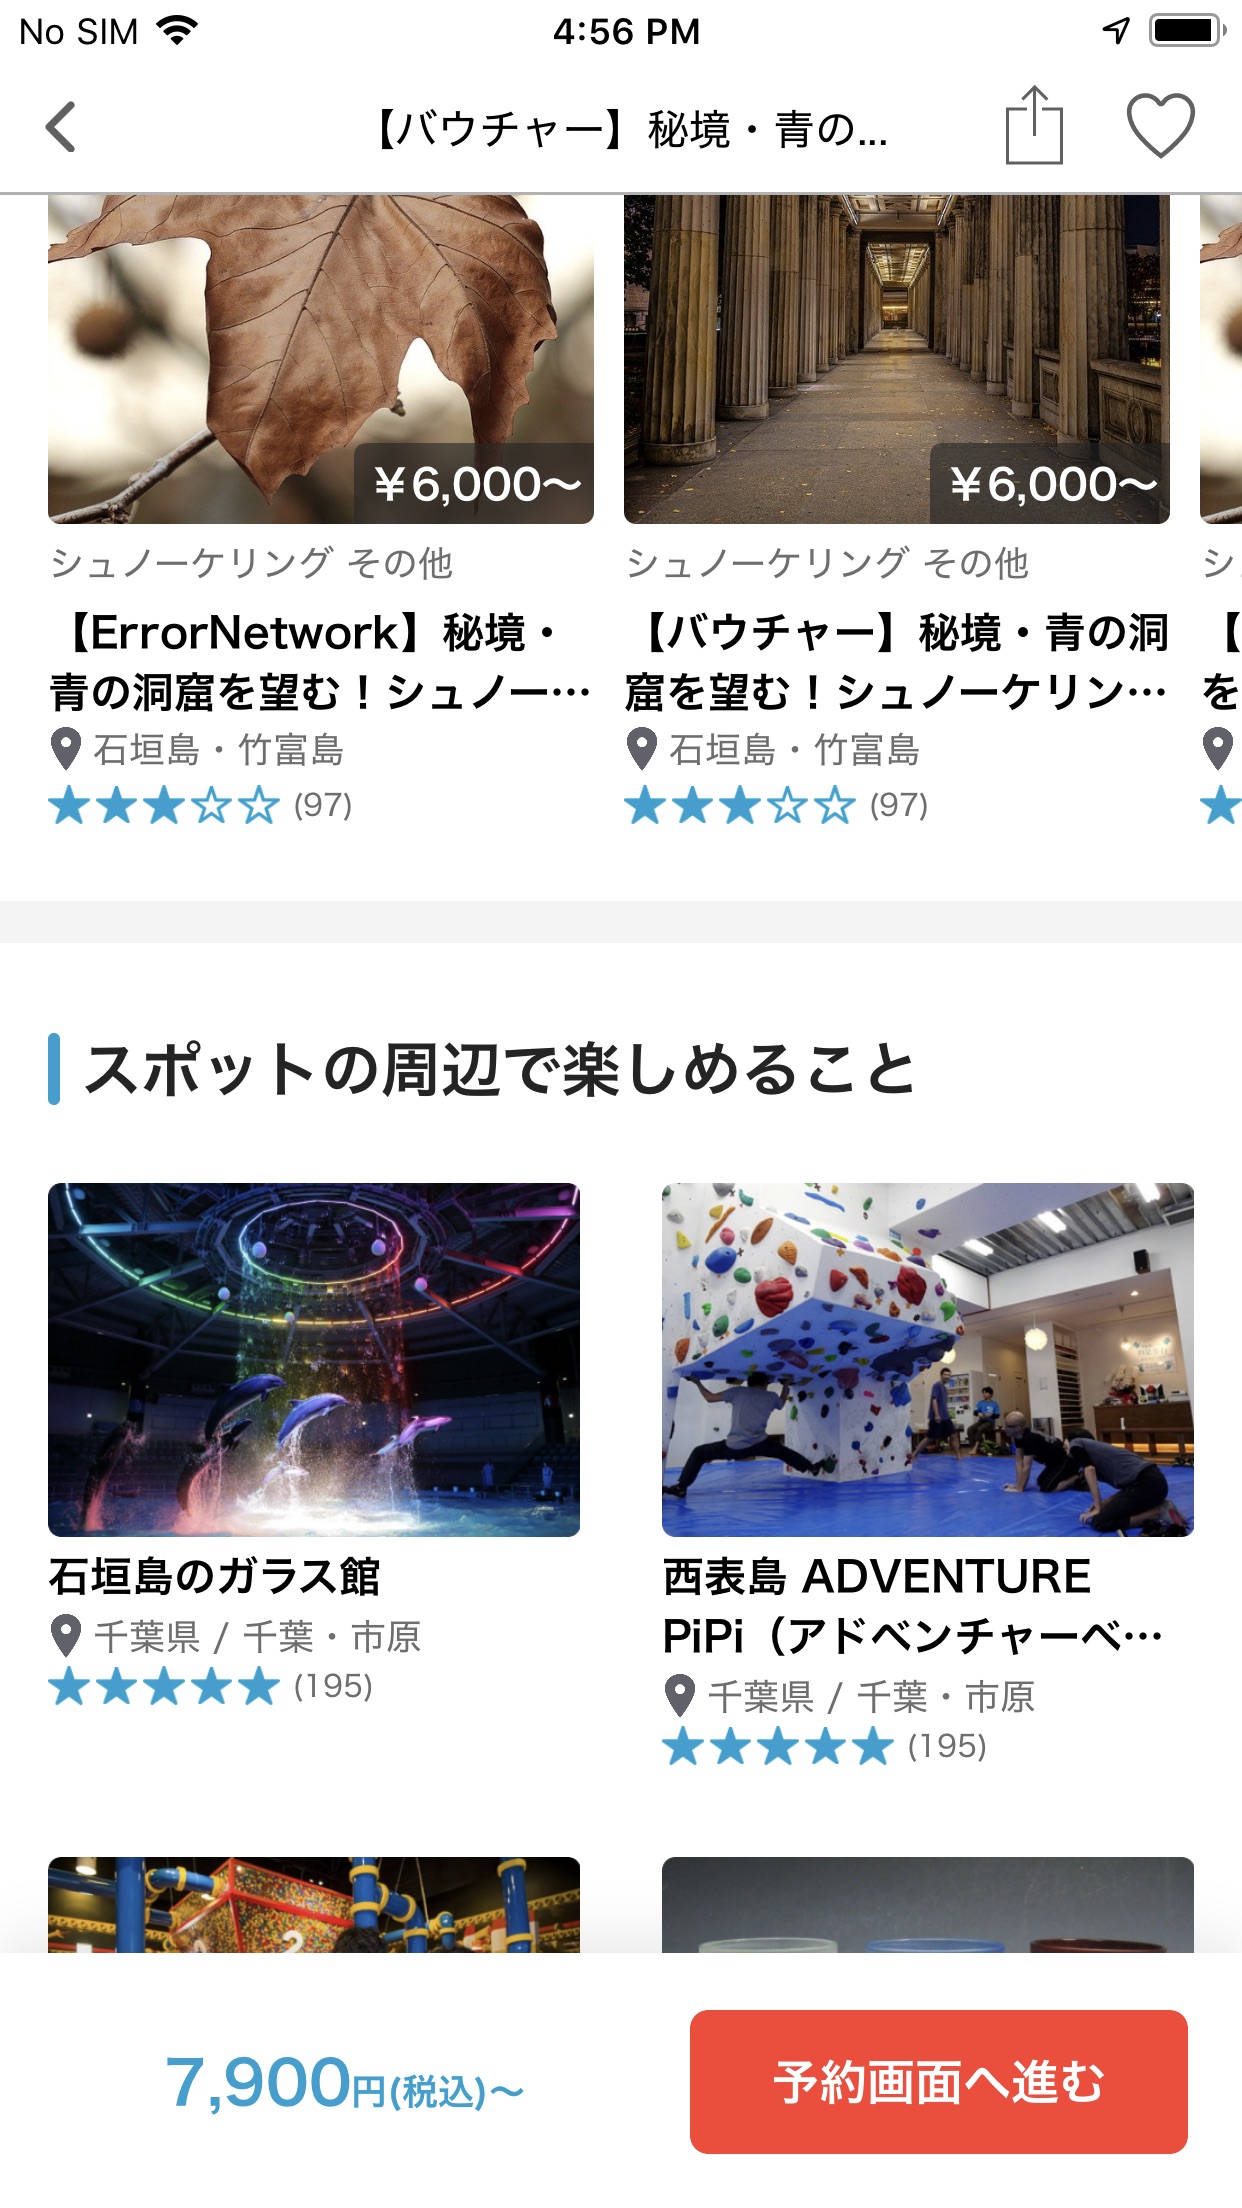 No SIM 4:56 PM
【バウチャー】秘境・青の...
¥6,000〜 ¥6,000〜
シュノーケリング その他 シュノーケリング その他 シュ
【ErrorNetwork】秘境・ 【バウチャー】秘境・青の洞 【
青の洞窟を望む！シュノー… 窟を望む！シュノーケリン… を
石垣島・竹富島 石垣島・竹富島
★★★☆☆ (97) ★★★☆☆ (97) ★
スポットの周辺で楽しめること
石垣島のガラス館
千葉県 / 千葉・市原
★★★★★ (195)
西表島 ADVENTURE
PiPi（アドベンチャーベ…
千葉県 / 千葉・市原
★★★★★ (195)
2
7,900円(税込)〜
予約画面へ進む